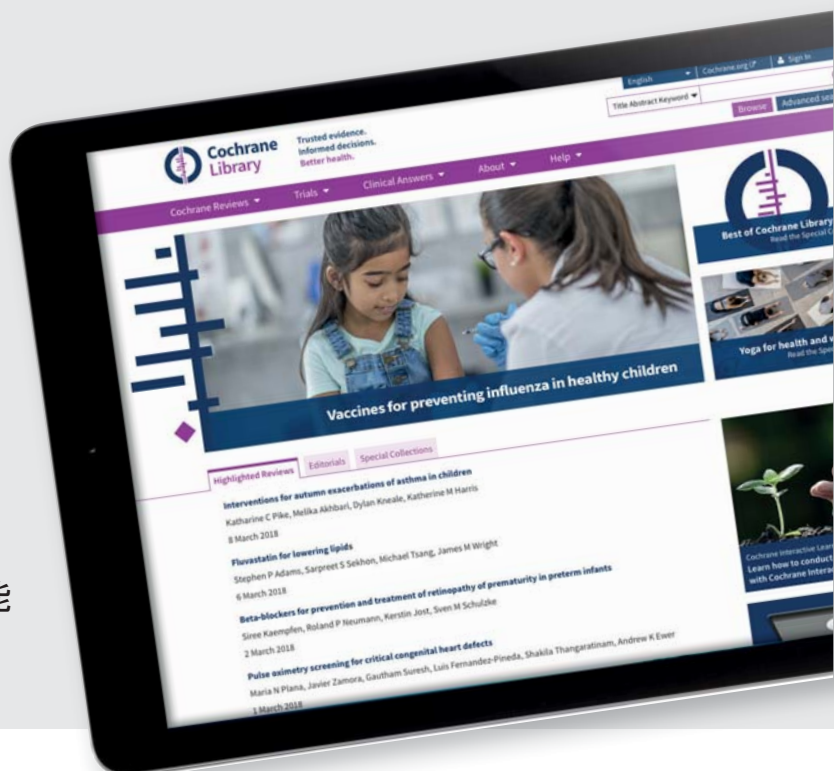 English
Cochrane.org
Sign In
Title Abstract Keyword
Browse
Advanced
Cochrane
Library
Trusted evidence.
Informed decisions.
Better health.
Cochrane Reviews
Trials
Clinical Answers
About
Help
Best of Cochrane Library
Read the Special
Vaccines for preventing influenza in healthy children
Yoga for health and
Read the
Highlighted Reviews
Editorials
Special Collections
Interventions for autumn exacerbations of asthma in children
Katharine C Pike, Melika Akhbari, Dylan Kneale, Katherine M Harris
8 March 2018
Fluvastatin for lowering lipids
Stephen P Adams, Sarpreet S Sekhon, Michael Tsang, James M Wright
6 March 2018
Beta-blockers for prevention and treatment of retinopathy of prematurity in preterm infants
Siree Kaempfen, Roland P Neumann, Kerstin Jost, Sven M Schulzke
2 March 2018
Pulse oximetry screening for critical congenital heart defects
Maria N Plana, Javier Zamora, Gautham Suresh, Luis Fernandez-Pineda, Shakila Thangaratinam, Andrew K Ewer
1 March 2018
Cochrane Interactive
Learn how to conduct
with Cochrane